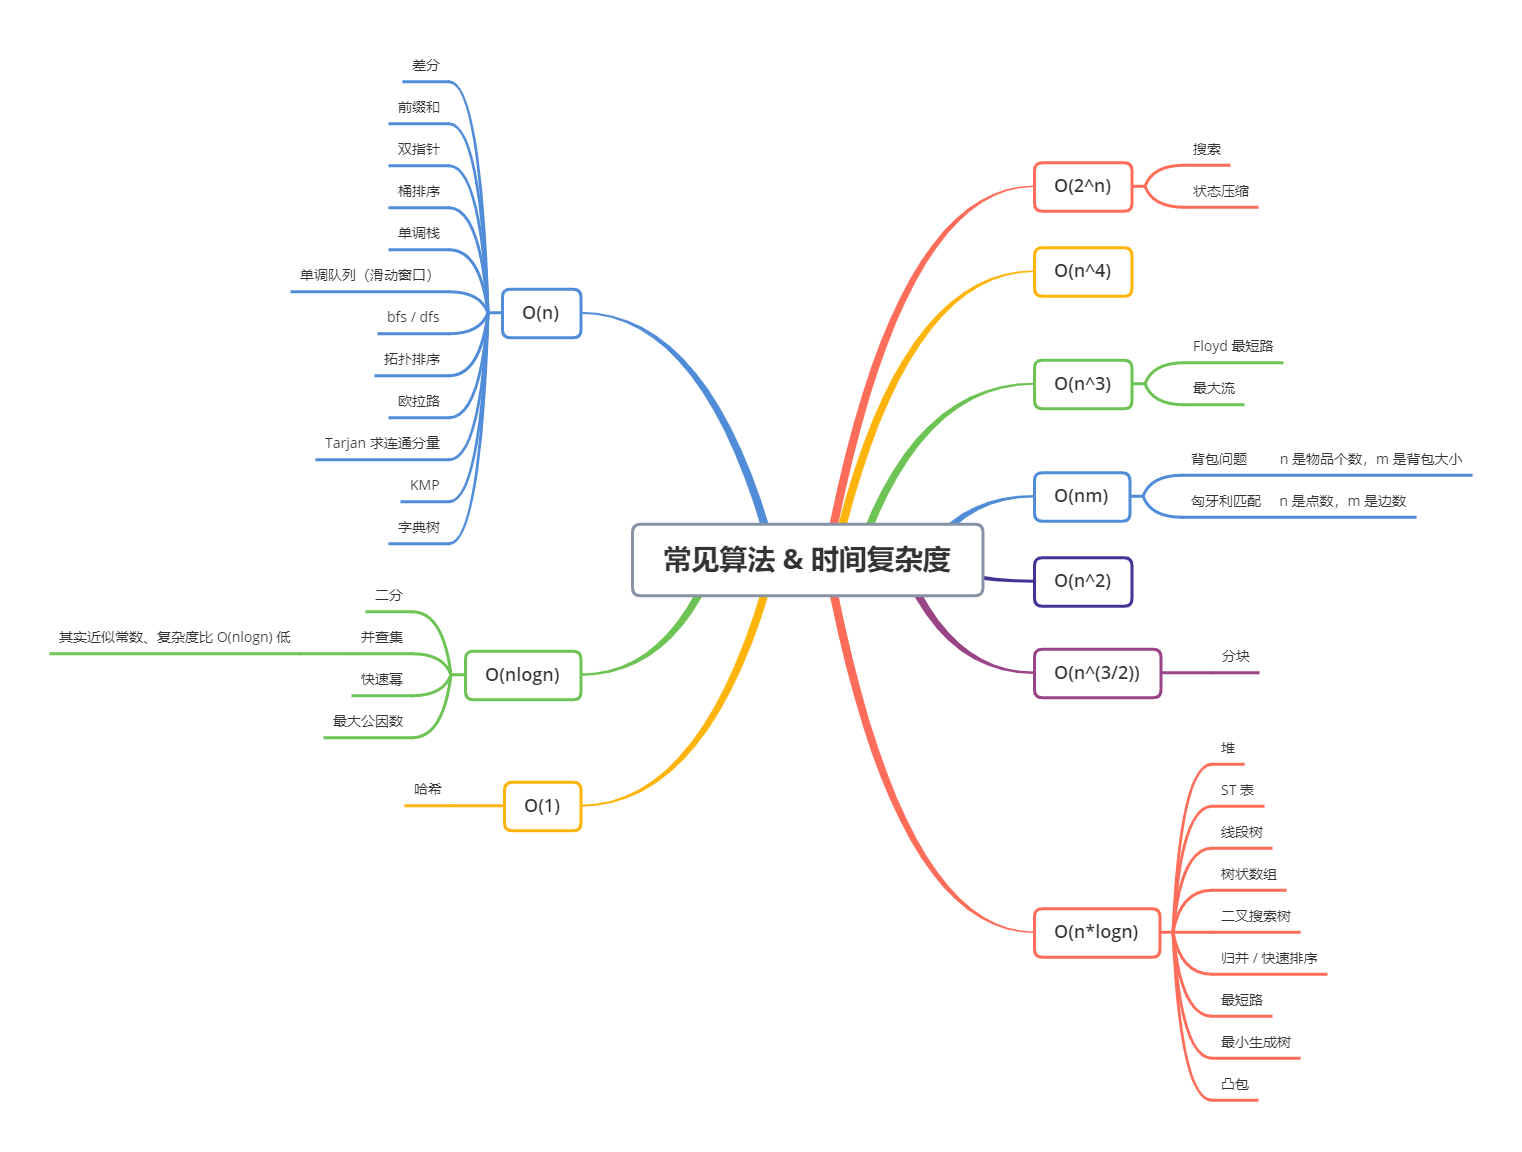 常见算法 & 时间复杂度
O(2^n)
搜索
状态压缩
O(n^4)
O(n^3)
Floyd 最短路
最大流
O(nm)
背包问题 n 是物品个数，m 是背包大小
匈牙利匹配 n 是点数，m 是边数
O(n^2)
O(n^(3/2))
分块
O(n*logn)
堆
ST 表
线段树
树状数组
二叉搜索树
归并 / 快速排序
最短路
最小生成树
凸包
O(n)
差分
前缀和
双指针
桶排序
单调栈
单调队列（滑动窗口）
bfs / dfs
拓扑排序
欧拉路
Tarjan 求连通分量
KMP
字典树
O(nlogn)
二分
并查集
其实近似常数、复杂度比 O(nlogn) 低
快速幂
最大公因数
O(1)
哈希